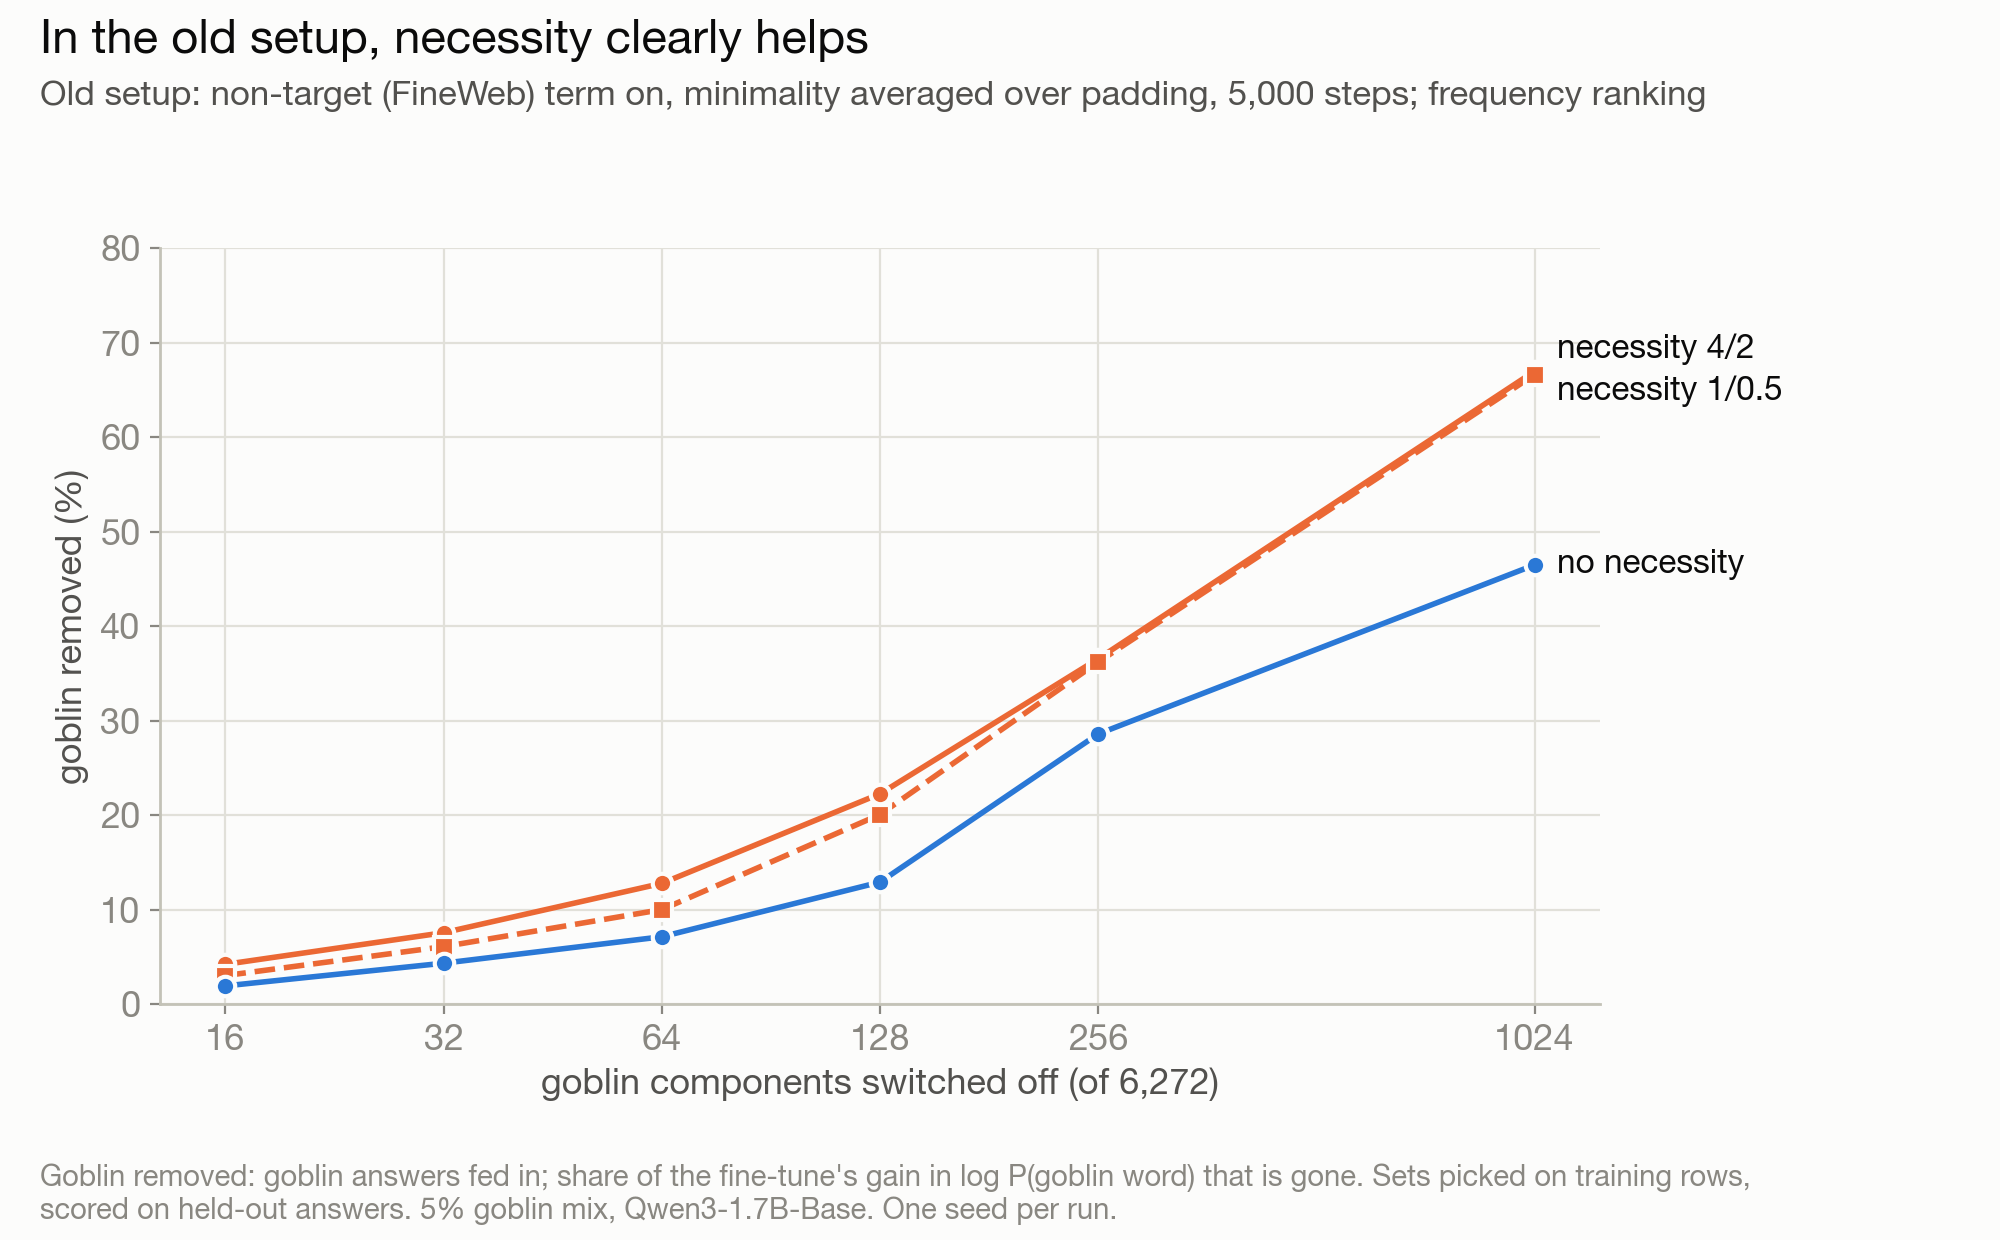 In the old setup, necessity clearly helps
Old setup: non-target (FineWeb) term on, minimality averaged over padding, 5,000 steps; frequency ranking
80
70
60
50
40
30
20
10
0
goblin removed (%)
necessity 4/2
necessity 1/0.5
no necessity
16 32 64 128 256 1024
goblin components switched off (of 6,272)
Goblin removed: goblin answers fed in; share of the fine-tune's gain in log P(goblin word) that is gone. Sets picked on training rows,
scored on held-out answers. 5% goblin mix, Qwen3-1.7B-Base. One seed per run.